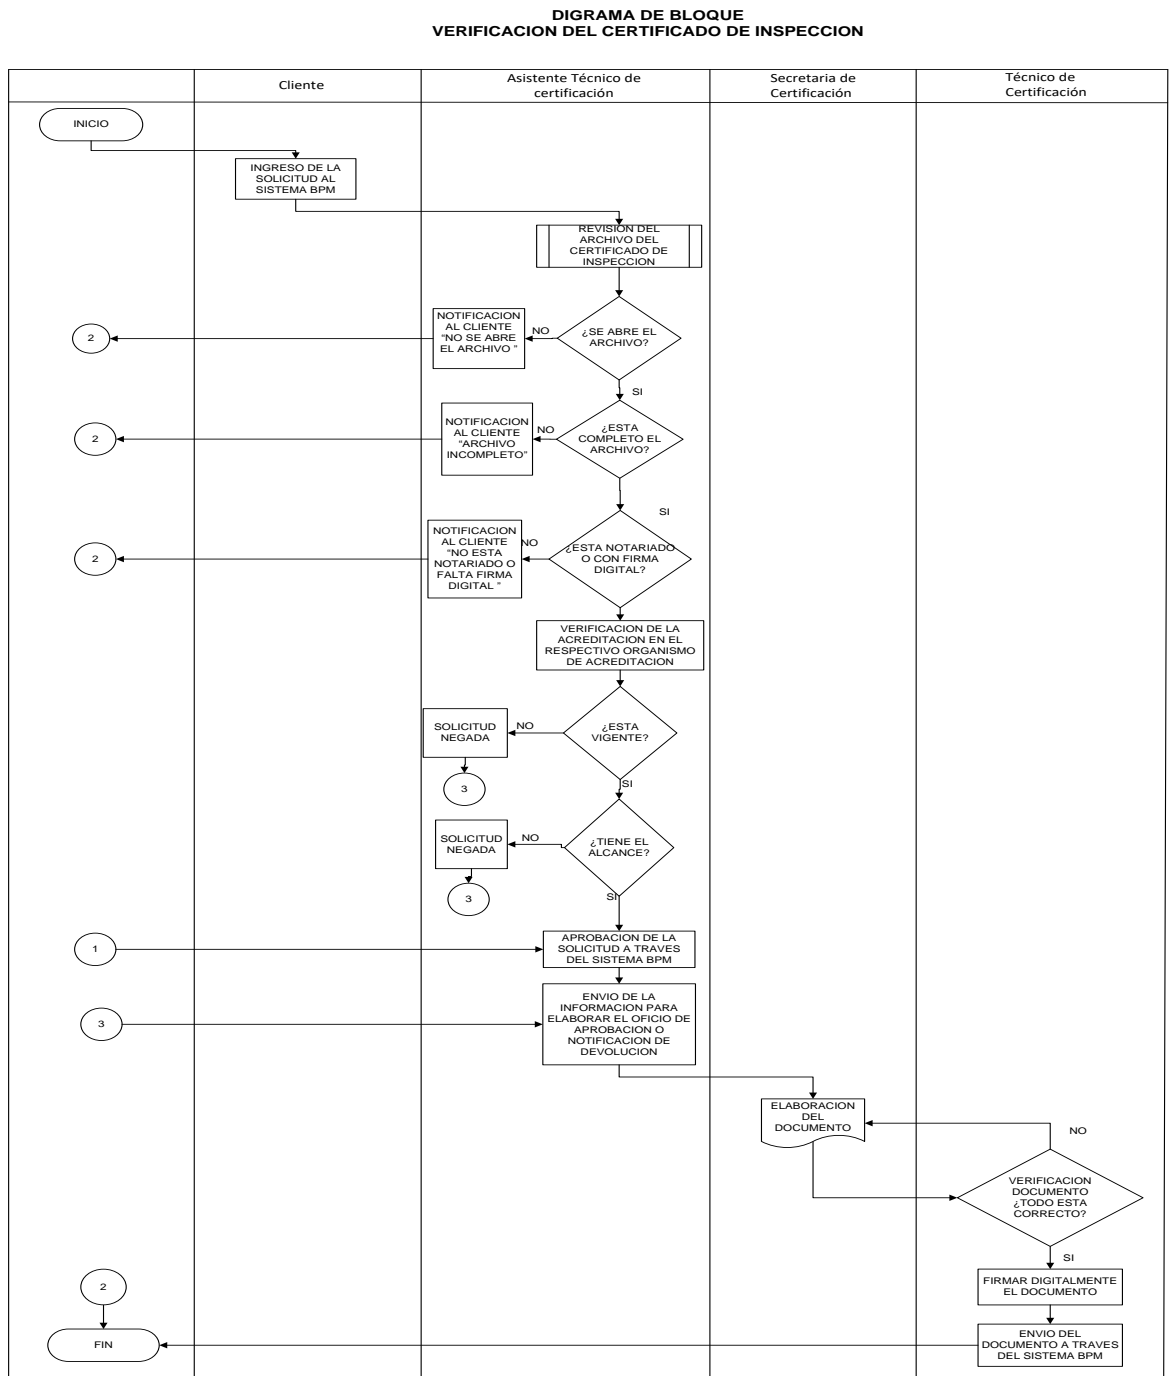 DIGRAMA DE BLOQUE
VERIFICACION DEL CERTIFICADO DE INSPECCION
Cliente
Asistente Técnico de
certificación
Secretaria de
Certificación
Técnico de
Certificación
INICIO
INGRESO DE LA
SOLICITUD AL
SISTEMA BPM
REVISION DEL
ARCHIVO DEL
CERTIFICADO DE
INSPECCION
2
NOTIFICACION
AL CLIENTE
"NO SE ABRE
EL ARCHIVO "
NO
¿SE ABRE EL
ARCHIVO?
SI
2
NOTIFICACION
AL CLIENTE
"ARCHIVO
INCOMPLETO"
NO
¿ESTA
COMPLETO EL
ARCHIVO?
SI
2
NOTIFICACION
AL CLIENTE
"NO ESTA
NOTARIADO O
FALTA FIRMA
DIGITAL "
NO
¿ESTA NOTARIADO
O CON FIRMA
DIGITAL?
VERIFICACION DE LA
ACREDITACION EN EL
RESPECTIVO ORGANISMO
DE ACREDITACION
SOLICITUD
NEGADA
NO
¿ESTA
VIGENTE?
3
SI
SOLICITUD
NEGADA
NO
¿TIENE EL
ALCANCE?
3
SI
1
APROBACION DE LA
SOLICITUD A TRAVES
DEL SISTEMA BPM
3
ENVIO DE LA
INFORMACION PARA
ELABORAR EL OFICIO DE
APROBACION O
NOTIFICACION DE
DEVOLUCION
ELABORACION
DEL
DOCUMENTO
NO
VERIFICACION
DOCUMENTO
¿TODO ESTA
CORRECTO?
SI
2
FIRMAR DIGITALMENTE
EL DOCUMENTO
FIN
ENVIO DEL
DOCUMENTO A TRAVES
DEL SISTEMA BPM